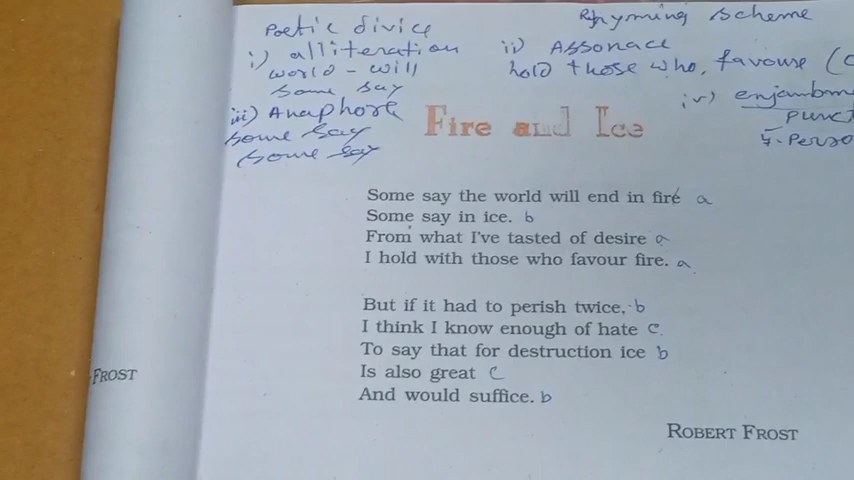 Poetic divice
Rhyming scheme
i) alliteration
world - will
some say
ii) Assonace
hold those who, favouse
iii) Anaphora
some say
some say
iv) enjambm
punct
5. Perso
Fire and Ice
Some say the world will end in fire a
Some say in ice. b
From what I've tasted of desire a
I hold with those who favour fire. a
But if it had to perish twice, b
I think I know enough of hate c
To say that for destruction ice b
Is also great c
And would suffice. b
ROBERT FROST
FROST